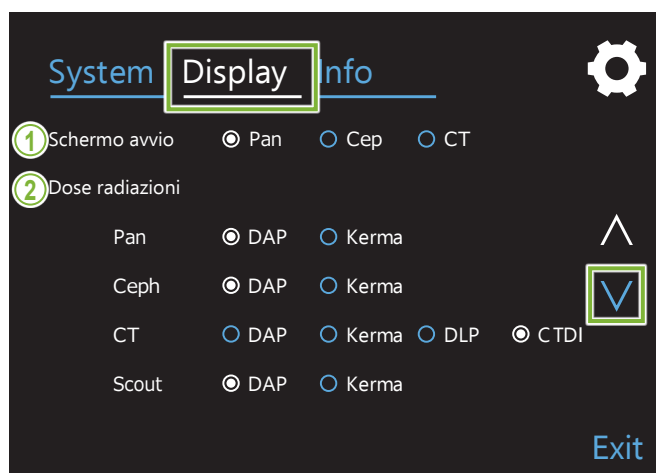 System Display Info
1 Schermo avvio Pan Cep CT
2 Dose radiazioni
Pan DAP Kerma
Ceph DAP Kerma
CT DAP Kerma DLP CTDI
Scout DAP Kerma
Exit